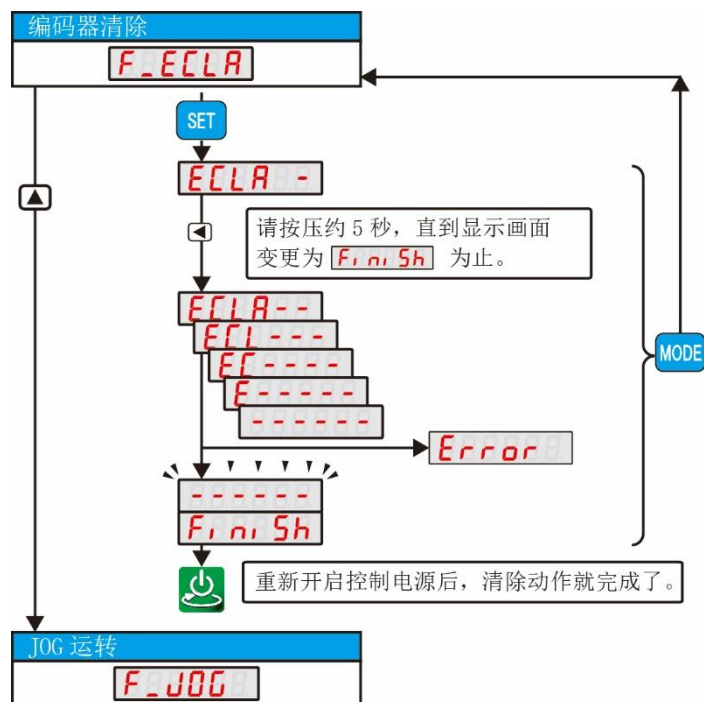 编码器清除
F_ECLA
SET
ECLA -
请按压约 5 秒，直到显示画面
变更为 FiniSh 为止。
ECLA--
ECL---
EC----
E-----
------
MODE
Error
------
FiniSh
重新开启控制电源后，清除动作就完成了。
JOG 运转
F_JOG